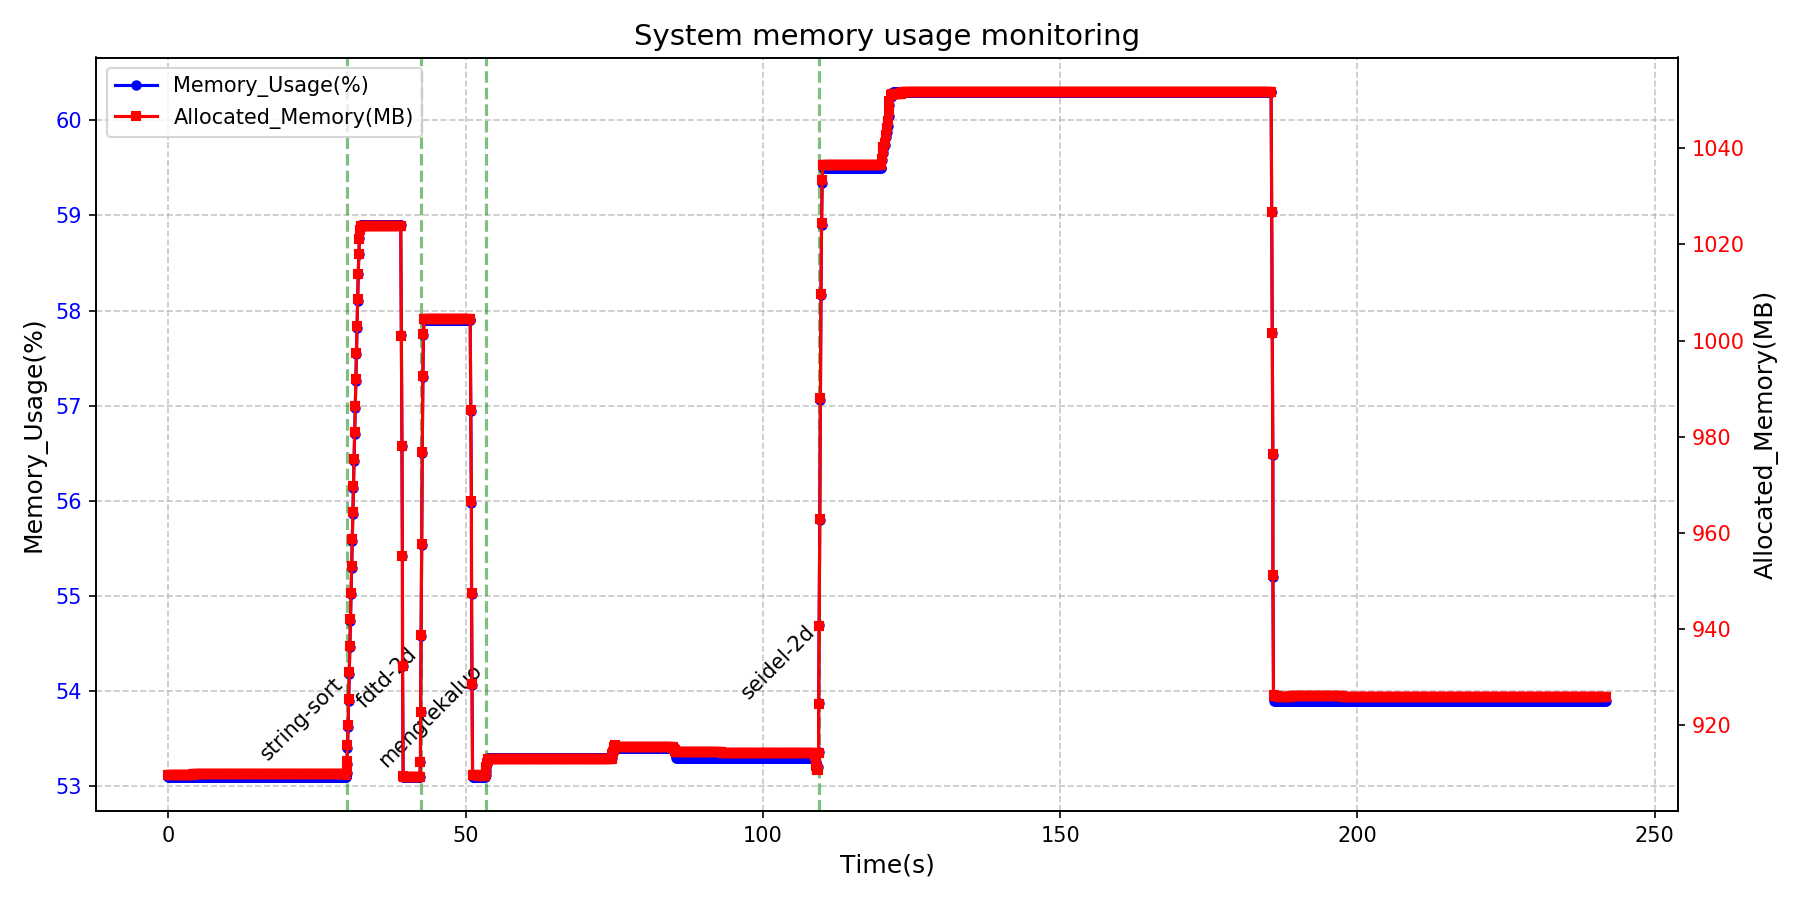 System memory usage monitoring
Memory_Usage(%)
Allocated_Memory(MB)
60
59
58
57
56
55
54
53
Memory_Usage(%)
1040
1020
1000
980
960
940
920
Allocated_Memory(MB)
string-sort
fdtd-2d
mengtekaluo
seidel-2d
0
50
100
150
200
250
Time(s)